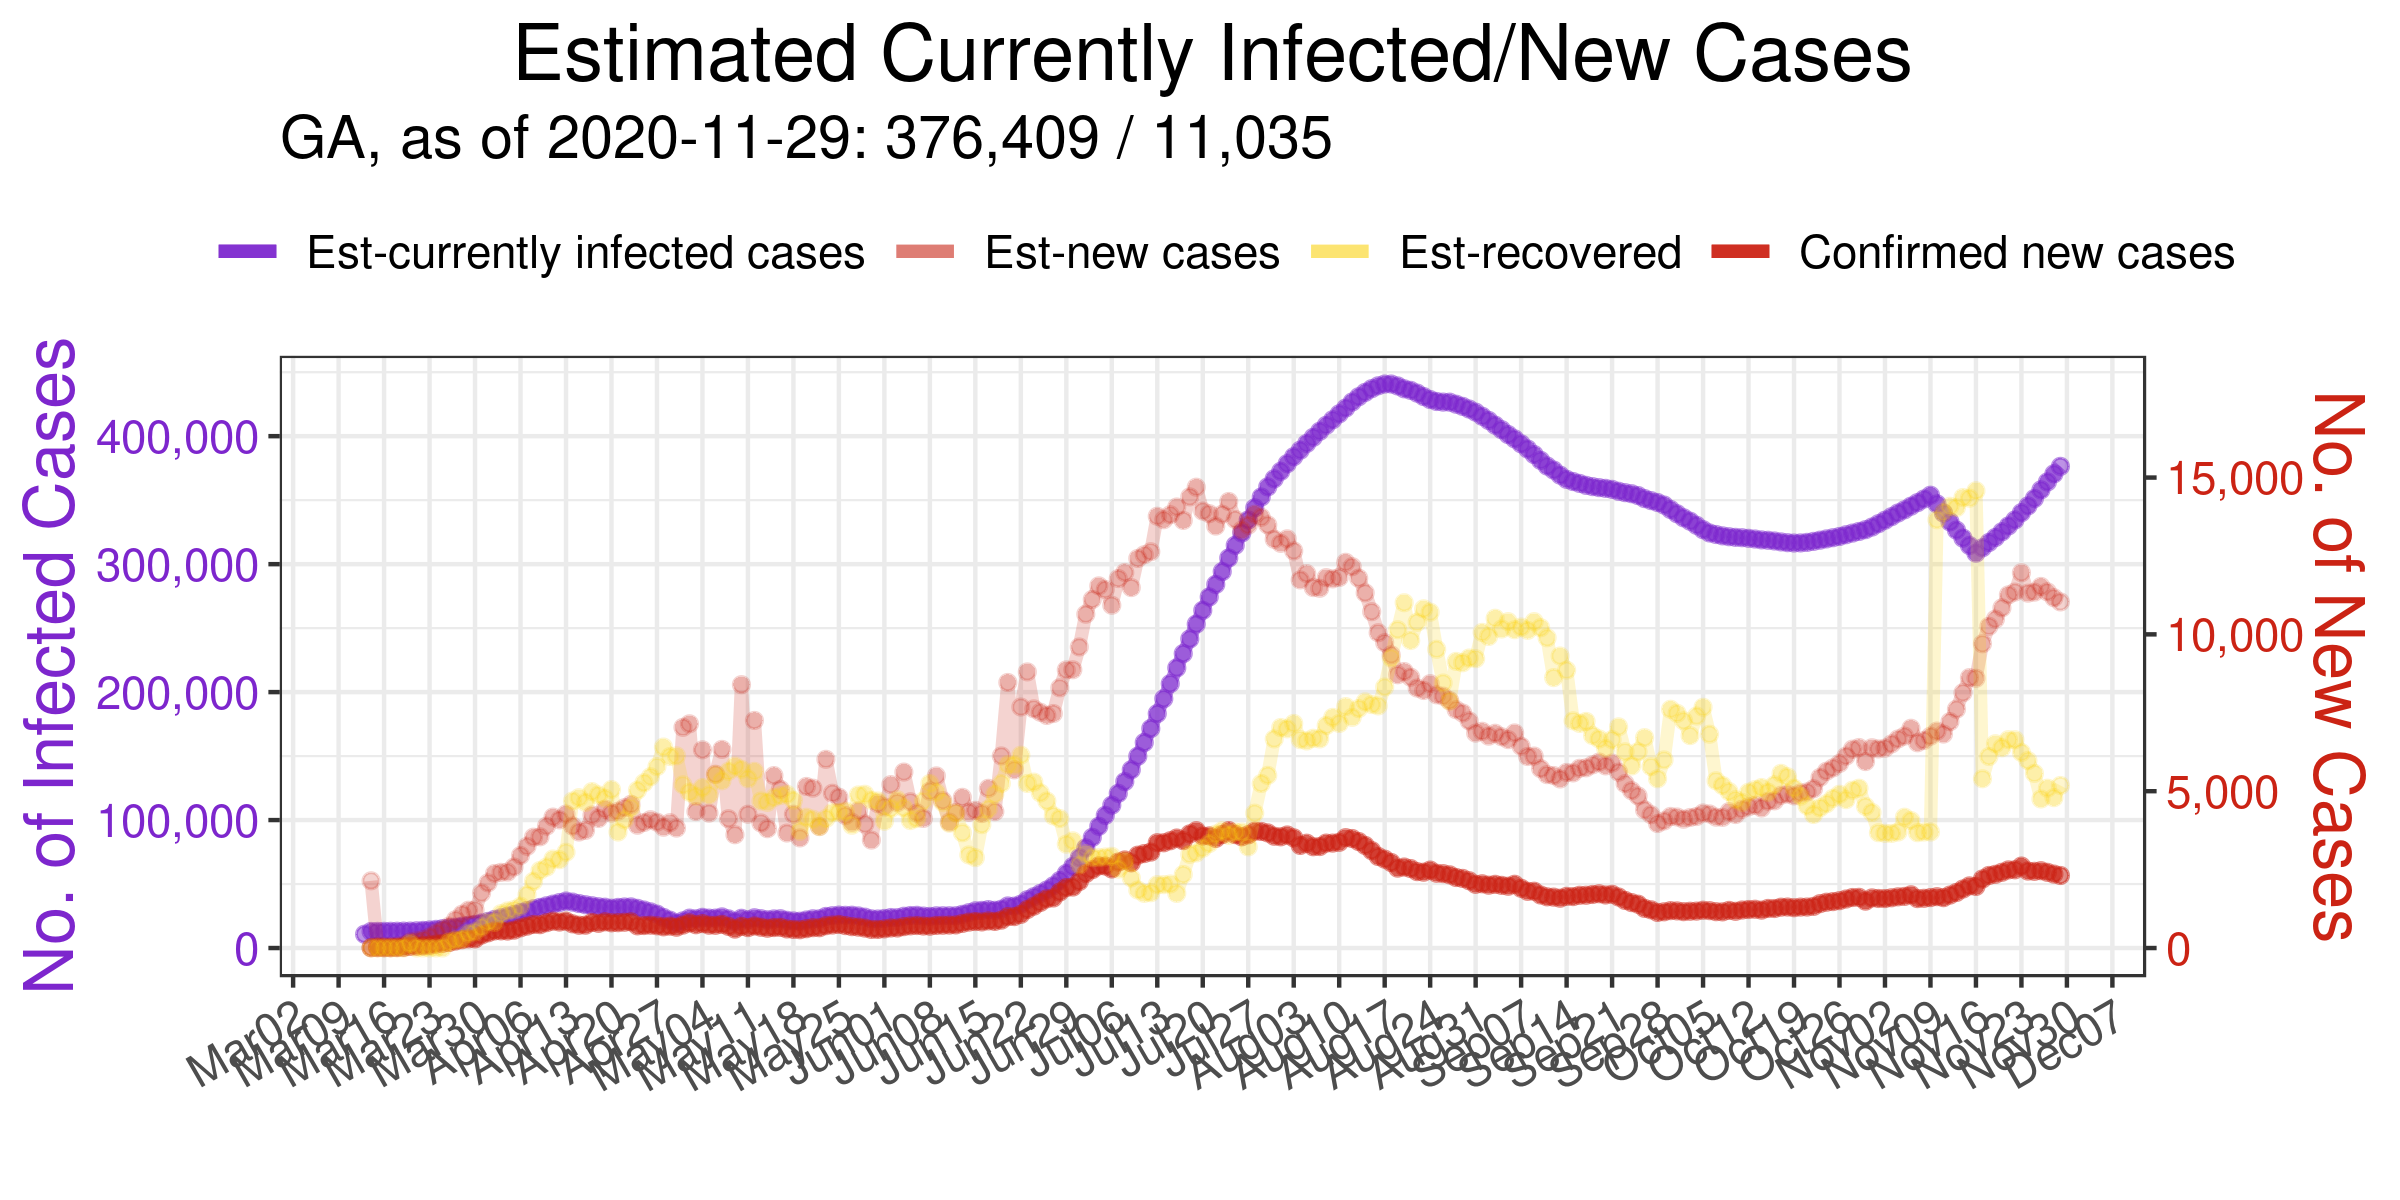 Estimated Currently Infected/New Cases
GA, as of 2020-11-29: 376,409 / 11,035
Est-currently infected cases Est-new cases Est-recovered Confirmed new cases
No. of Infected Cases
400,000
300,000
200,000
100,000
0
15,000
10,000
5,000
0
No. of New Cases
Mar02
Mar09
Mar16
Mar23
Mar30
Apr06
Apr13
Apr20
Apr27
May04
May11
May18
May25
Jun01
Jun08
Jun15
Jun22
Jun29
Jul06
Jul13
Jul20
Jul27
Aug03
Aug10
Aug17
Aug24
Aug31
Sep07
Sep14
Sep21
Sep28
Oct05
Oct12
Oct19
Oct26
Nov02
Nov09
Nov16
Nov23
Nov30
Dec07